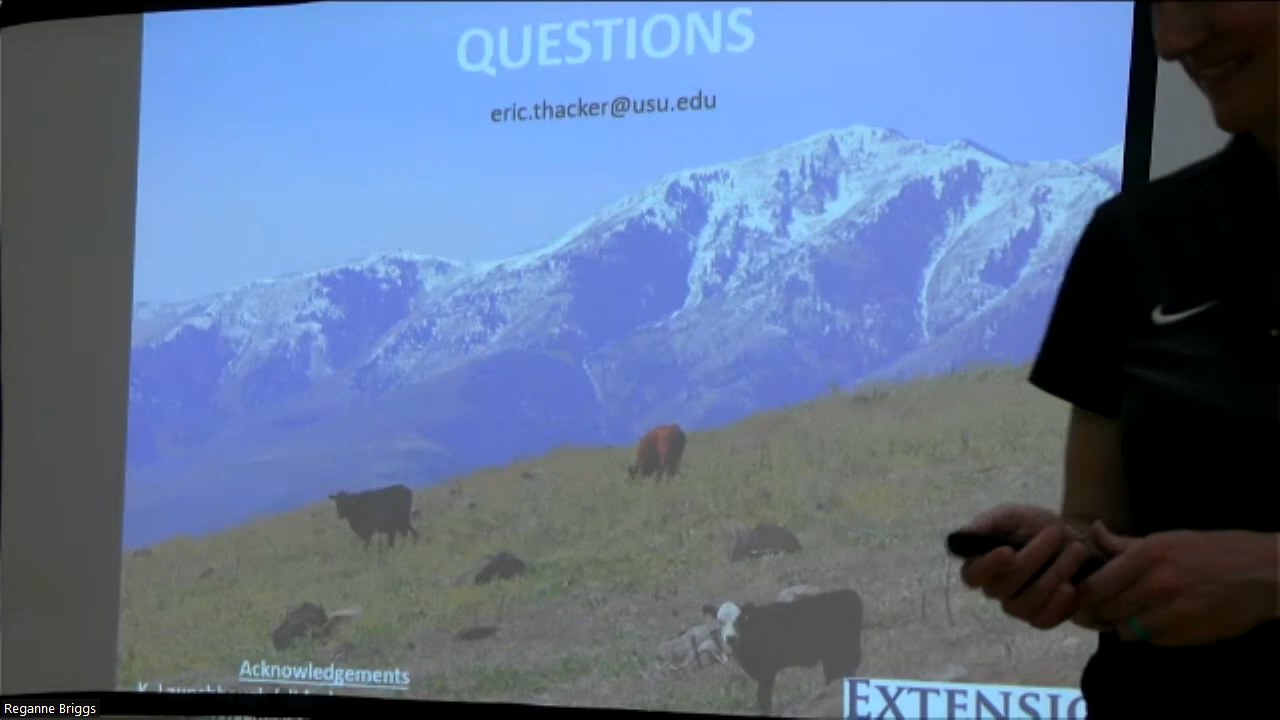 QUESTIONS
eric.thacker@usu.edu
Acknowledgements
EXTENSIO
Reganne Briggs